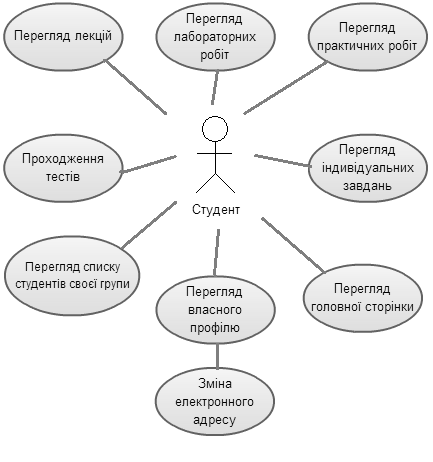 Перегляд лекцій
Перегляд
лабораторних
робіт
Перегляд
практичних робіт
Проходження
тестів
Перегляд
індивідуальних
завдань
Студент
Перегляд списку
студентів своєї групи
Перегляд
власного
профілю
Перегляд
головної сторінки
Зміна
електронного
адресу